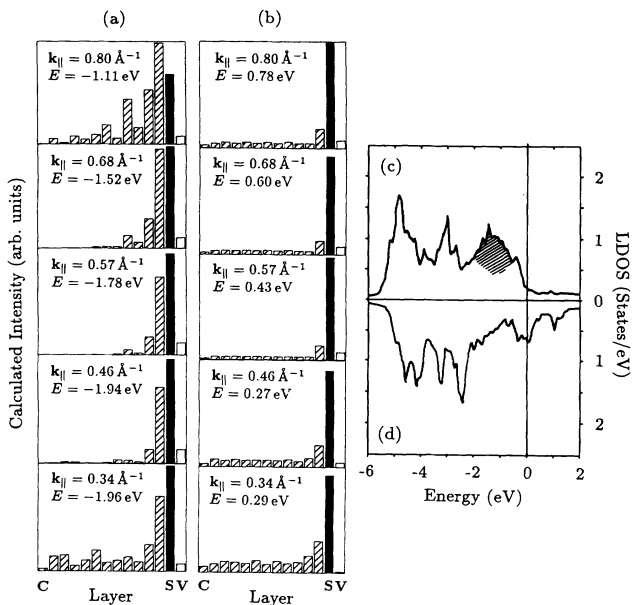 (a)
k∥ = 0.80 Å⁻¹
E = −1.11 eV
k∥ = 0.68 Å⁻¹
E = −1.52 eV
k∥ = 0.57 Å⁻¹
E = −1.78 eV
k∥ = 0.46 Å⁻¹
E = −1.94 eV
k∥ = 0.34 Å⁻¹
E = −1.96 eV
C S V
Layer
Calculated Intensity (arb. units)
(b)
k∥ = 0.80 Å⁻¹
E = 0.78 eV
k∥ = 0.68 Å⁻¹
E = 0.60 eV
k∥ = 0.57 Å⁻¹
E = 0.43 eV
k∥ = 0.46 Å⁻¹
E = 0.27 eV
k∥ = 0.34 Å⁻¹
E = 0.29 eV
C S V
Layer
(c)
2
1
0
1
2
(d)
-6 -4 -2 0 2
Energy (eV)
LDOS (States/eV)